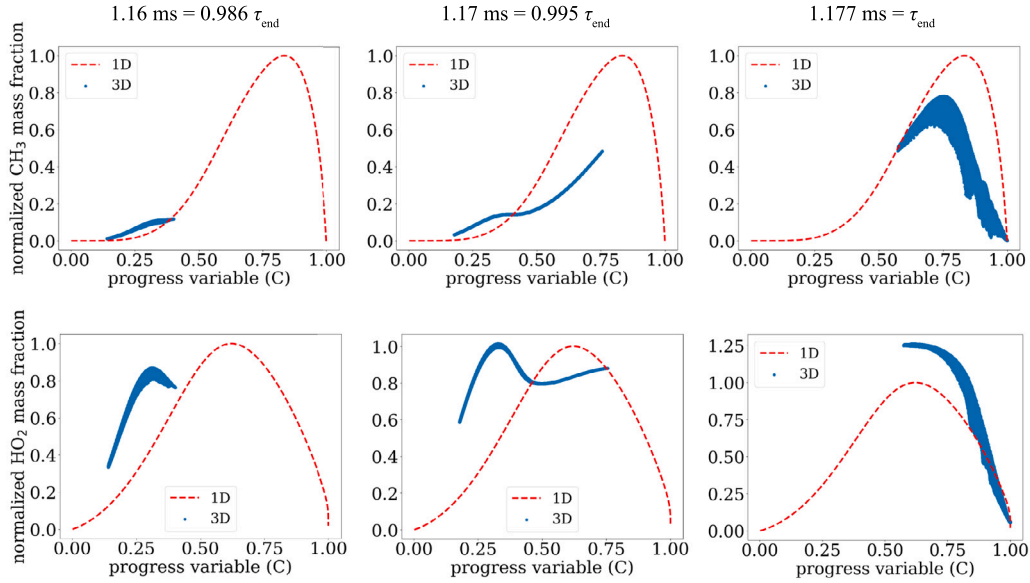 1.16 ms = 0.986 τend
1.17 ms = 0.995 τend
1.177 ms = τend
normalized CH3 mass fraction
1.0
0.8
0.6
0.4
0.2
0.0
1D
3D
0.00 0.25 0.50 0.75 1.00
progress variable (C)
1.0
0.8
0.6
0.4
0.2
0.0
1D
3D
0.00 0.25 0.50 0.75 1.00
progress variable (C)
1.0
0.8
0.6
0.4
0.2
0.0
1D
3D
0.00 0.25 0.50 0.75 1.00
progress variable (C)
normalized HO2 mass fraction
1.0
0.8
0.6
0.4
0.2
0.0
1D
3D
0.00 0.25 0.50 0.75 1.00
progress variable (C)
1.0
0.8
0.6
0.4
0.2
0.0
1D
3D
0.00 0.25 0.50 0.75 1.00
progress variable (C)
1.25
1.00
0.75
0.50
0.25
0.00
1D
3D
0.00 0.25 0.50 0.75 1.00
progress variable (C)